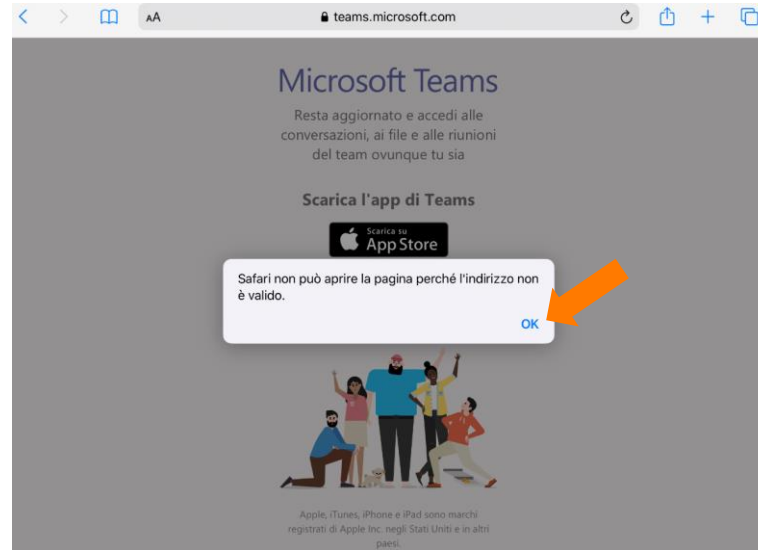 AA
teams.microsoft.com
Microsoft Teams
Resta aggiornato e accedi alle
conversazioni, ai file e alle riunioni
del team ovunque tu sia
Scarica l'app di Teams
Scarica su
App Store
Safari non può aprire la pagina perché l'indirizzo non
è valido.
OK
Apple, iTunes, iPhone e iPad sono marchi
registrati di Apple Inc. negli Stati Uniti e in altri
paesi.